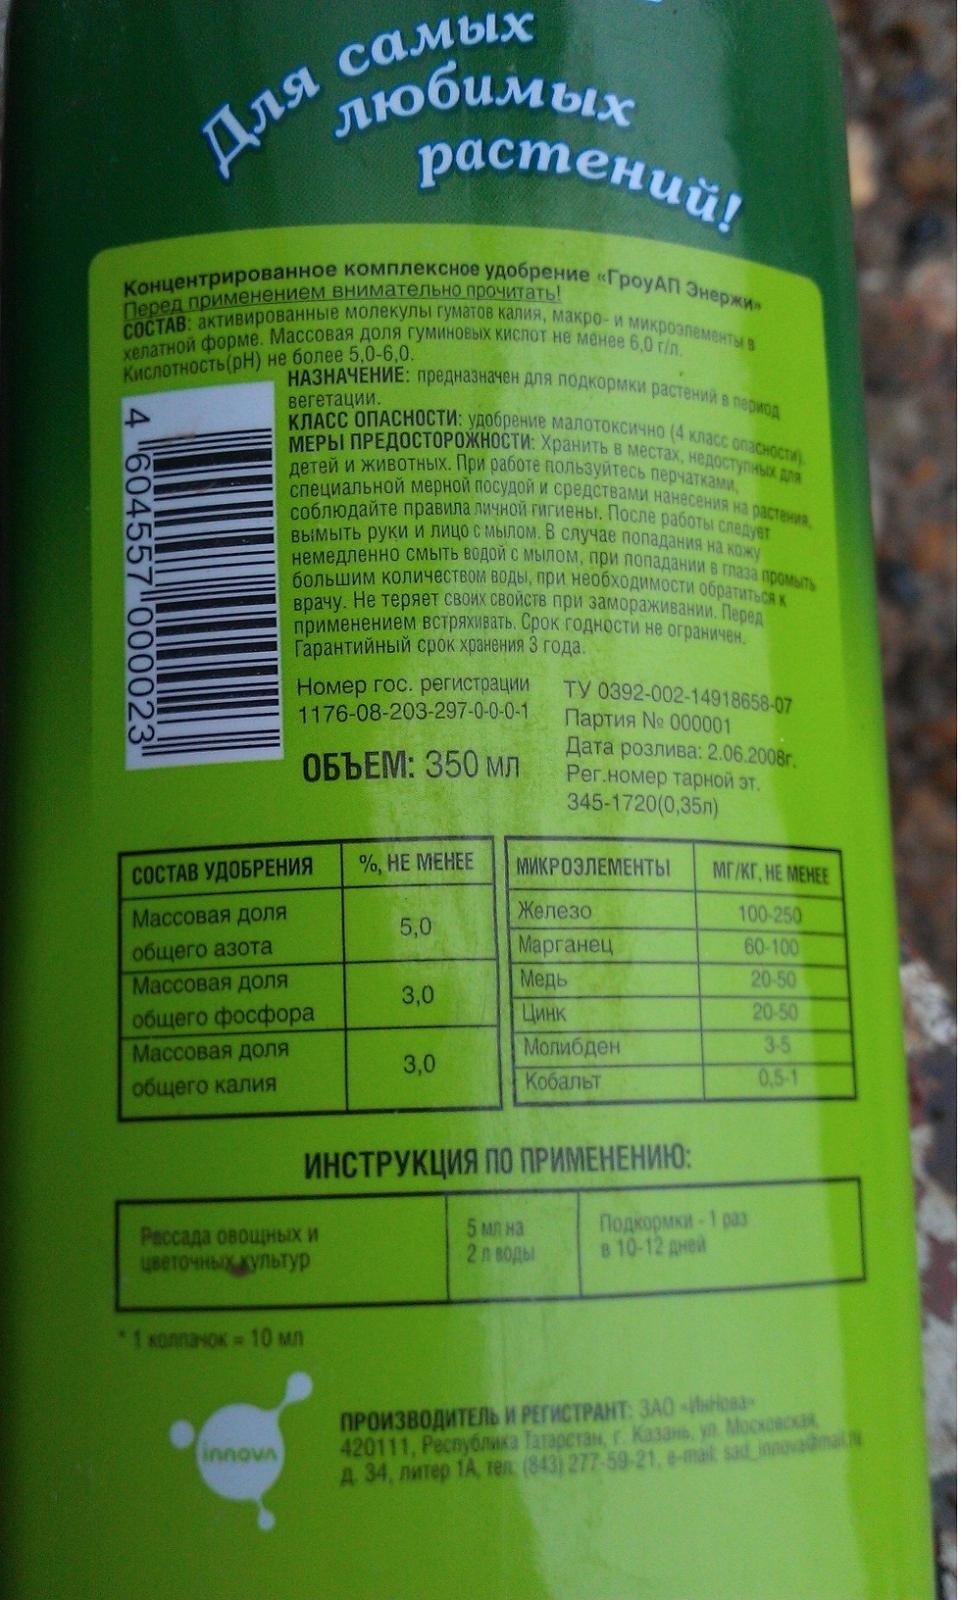 Для самых
любимых
растений!
Концентрированное комплексное удобрение «ГроуАП Энержи»
Перед применением внимательно прочитать!
СОСТАВ: активированные молекулы гуматов калия, макро- и микроэлементы в
хелатной форме. Массовая доля гуминовых кислот не менее 6,0 г/л.
Кислотность(pH) не более 5,0-6,0.
НАЗНАЧЕНИЕ: предназначен для подкормки растений в период
вегетации.
КЛАСС ОПАСНОСТИ: удобрение малотоксично (4 класс опасности).
МЕРЫ ПРЕДОСТОРОЖНОСТИ: Хранить в местах, недоступных для
детей и животных. При работе пользуйтесь перчатками,
специальной мерной посудой и средствами нанесения на растения,
соблюдайте правила личной гигиены. После работы следует
вымыть руки и лицо с мылом. В случае попадания на кожу
немедленно смыть водой с мылом, при попадании в глаза промыть
большим количеством воды, при необходимости обратиться к
врачу. Не теряет своих свойств при замораживании. Перед
применением встряхивать. Срок годности не ограничен.
Гарантийный срок хранения 3 года.
4 604557 000023
Номер гос. регистрации
1176-08-203-297-0-0-0-1
ОБЪЕМ: 350 мл
ТУ 0392-002-14918658-07
Партия № 000001
Дата розлива: 2.06.2008г.
Рег.номер тарной эт.
345-1720(0,35л)
СОСТАВ УДОБРЕНИЯ %, НЕ МЕНЕЕ
Массовая доля
общего азота 5,0
Массовая доля
общего фосфора 3,0
Массовая доля
общего калия 3,0
МИКРОЭЛЕМЕНТЫ МГ/КГ, НЕ МЕНЕЕ
Железо 100-250
Марганец 60-100
Медь 20-50
Цинк 20-50
Молибден 3-5
Кобальт 0,5-1
ИНСТРУКЦИЯ ПО ПРИМЕНЕНИЮ:
Рассада овощных и
цветочных культур
5 мл на
2 л воды
Подкормки - 1 раз
в 10-12 дней
* 1 колпачок = 10 мл
innova
ПРОИЗВОДИТЕЛЬ И РЕГИСТРАНТ: ЗАО «ИнНова»
420111, Республика Татарстан, г. Казань, ул. Московская,
д. 34, литер 1А, тел: (843) 277-59-21, e-mail: sad_innova@mail.ru